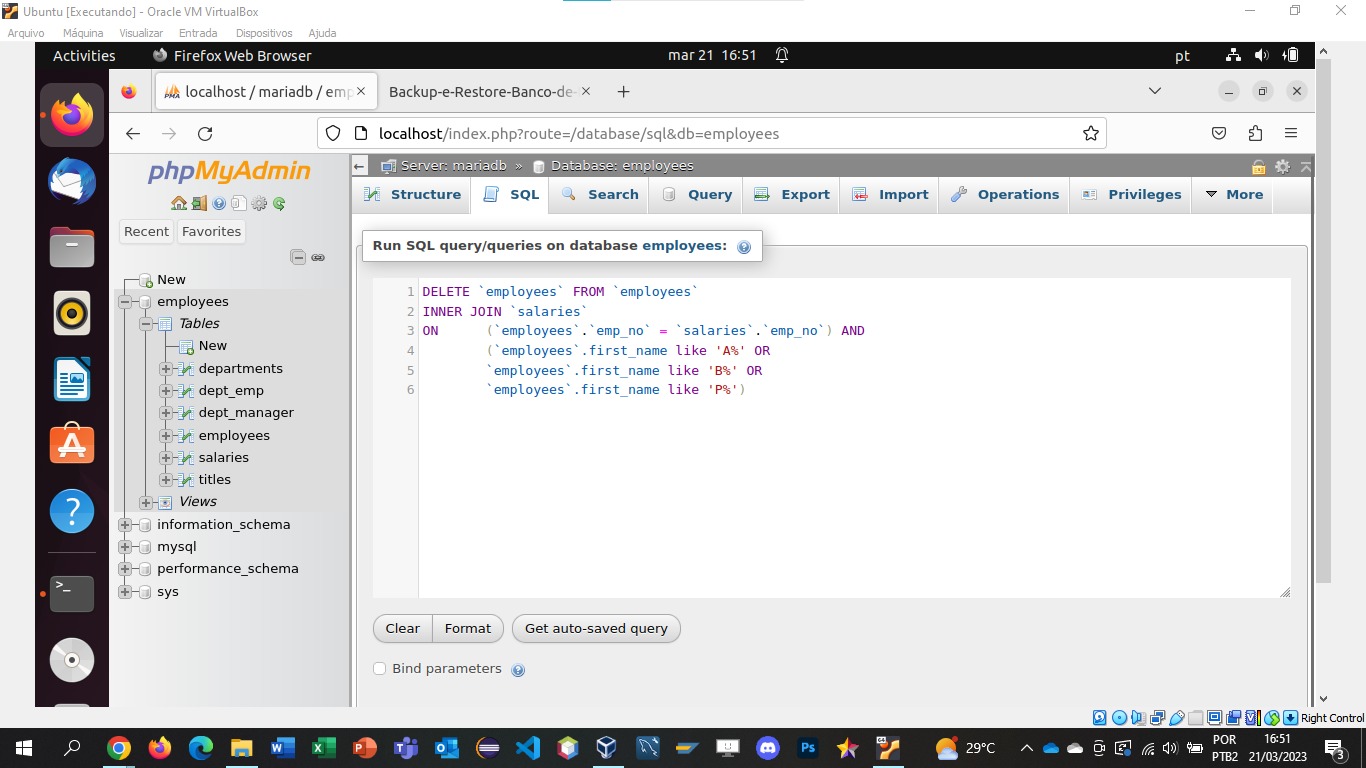 Ubuntu [Executando] - Oracle VM VirtualBox
Arquivo Máquina Visualizar Entrada Dispositivos Ajuda
Activities Firefox Web Browser mar 21 16:51 pt
localhost / mariadb / emp Backup-e-Restore-Banco-de-
localhost/index.php?route=/database/sql&db=employees
phpMyAdmin
Recent Favorites
New
employees
Tables
New
departments
dept_emp
dept_manager
employees
salaries
titles
Views
information_schema
mysql
performance_schema
sys
Server: mariadb » Database: employees
Structure SQL Search Query Export Import Operations Privileges More
Run SQL query/queries on database employees:
1 DELETE `employees` FROM `employees`
2 INNER JOIN `salaries`
3 ON (`employees`.`emp_no` = `salaries`.`emp_no`) AND
4 (`employees`.first_name like 'A%' OR
5 `employees`.first_name like 'B%' OR
6 `employees`.first_name like 'P%')
Clear Format Get auto-saved query
Bind parameters
Right Control
29°C POR PTB2 16:51 21/03/2023 3